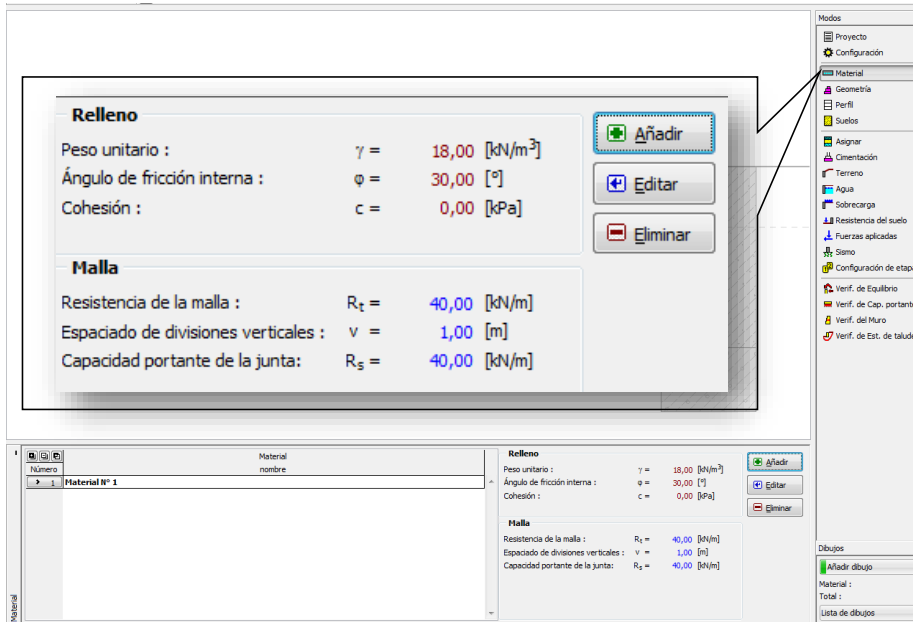 Relleno
Peso unitario : γ = 18,00 [kN/m³]
Ángulo de fricción interna : φ = 30,00 [°]
Cohesión : c = 0,00 [kPa]
Malla
Resistencia de la malla : Rt = 40,00 [kN/m]
Espaciado de divisiones verticales : v = 1,00 [m]
Capacidad portante de la junta: Rs = 40,00 [kN/m]
Añadir
Editar
Eliminar
Modos
Proyecto
Configuración
Material
Geometría
Perfil
Suelos
Asignar
Cimentación
Terreno
Agua
Sobrecarga
Resistencia del suelo
Fuerzas aplicadas
Sismo
Configuración de etapa
Verif. de Equilibrio
Verif. de Cap. portante
Verif. del Muro
Verif. de Est. de talude
Material
Número
Material
nombre
1 Material Nº 1
Relleno
Peso unitario : γ = 18,00 [kN/m³]
Ángulo de fricción interna : φ = 30,00 [°]
Cohesión : c = 0,00 [kPa]
Malla
Resistencia de la malla : Rt = 40,00 [kN/m]
Espaciado de divisiones verticales : v = 1,00 [m]
Capacidad portante de la junta: Rs = 40,00 [kN/m]
Añadir
Editar
Eliminar
Dibujos
Añadir dibujo
Material :
Total :
Lista de dibujos